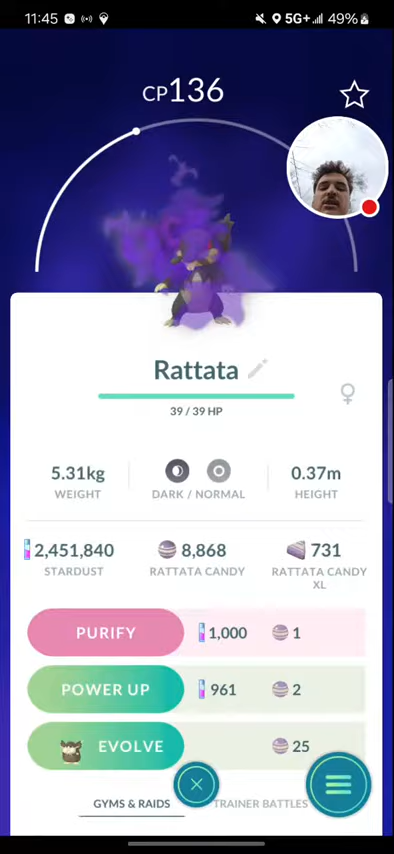 11:45 5G+ 49%
CP136
Rattata
39 / 39 HP
5.31kg 0.37m
WEIGHT DARK / NORMAL HEIGHT
2,451,840 8,868 731
STARDUST RATTATA CANDY RATTATA CANDY
XL
PURIFY 1,000 1
POWER UP 961 2
EVOLVE 25
GYMS & RAIDS TRAINER BATTLES